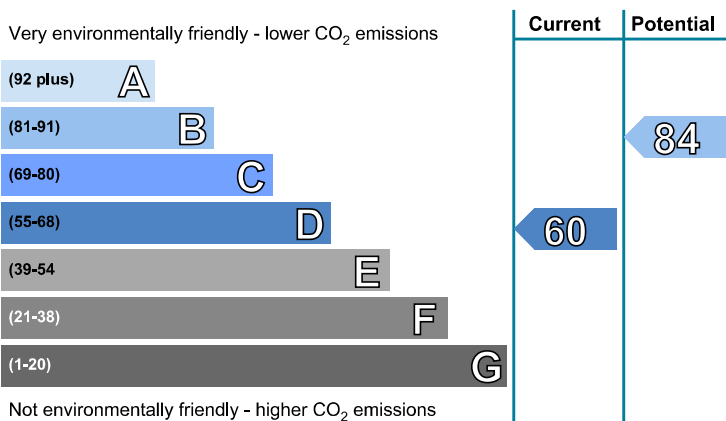 Very environmentally friendly - lower CO2 emissions
Current
Potential
(92 plus) A
(81-91) B
84
(69-80) C
(55-68) D
60
(39-54 E
(21-38) F
(1-20) G
Not environmentally friendly - higher CO2 emissions